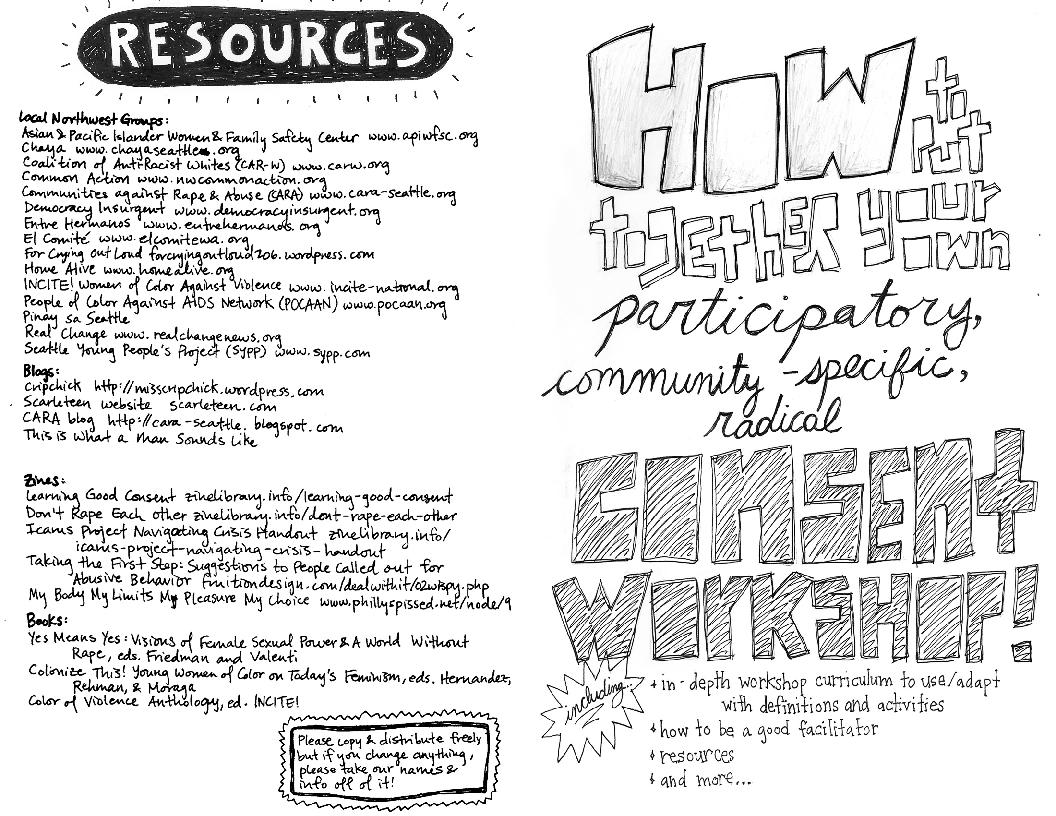 RESOURCES
Local Northwest Groups:
Asian & Pacific Islander Women & Family Safety Center www.apiwfsc.org
Chaya www.chayaseattle.org
Coalition of Anti-Racist Whites (CAR-W) www.carw.org
Common Action www.nwcommonaction.org
Communities against Rape & Abuse (CARA) www.cara-seattle.org
Democracy Insurgent www.democracyinsurgent.org
Entre Hermanos www.entrehermanos.org
El Comité www.elcomitewa.org
For Crying Out Loud forcryingoutloud206.wordpress.com
Home Alive www.homealive.org
INCITE! Women of Color Against Violence www.incite-national.org
People of Color Against AIDS Network (POCAAN) www.pocaan.org
Pinay sa Seattle
Real Change www.realchangenews.org
Seattle Young People's Project (SYPP) www.sypp.com
Blogs:
Cripchick http://misscripchick.wordpress.com
Scarleteen website scarleteen.com
CARA blog http://cara-seattle.blogspot.com
This is What a Man Sounds Like
Zines:
Learning Good Consent zinelibrary.info/learning-good-consent
Don't Rape Each Other zinelibrary.info/dont-rape-each-other
Icarus Project Navigating Crisis Handout zinelibrary.info/
icarus-project-navigating-crisis-handout
Taking the First Step: Suggestions to People Called out for
Abusive Behavior fruitiondesign.com/dealwithit/02wispy.php
My Body My Limits My Pleasure My Choice www.phillyspissed.net/node/9
Books:
Yes Means Yes: Visions of Female Sexual Power & A World Without
Rape, eds. Friedman and Valenti
Colonize This! Young Women of Color on Today's Feminism, eds. Hernandez,
Rehman, & Moraga
Color of Violence Anthology, ed. INCITE!
Please copy & distribute freely
but if you change anything,
please take our names &
info off of it!
HOW to
put
togETHER your
own
participatory,
community-specific,
radical
CONSENt
WORKSHOP!
including
+ in-depth workshop curriculum to use/adapt
with definitions and activities
+ how to be a good facilitator
+ resources
+ and more...